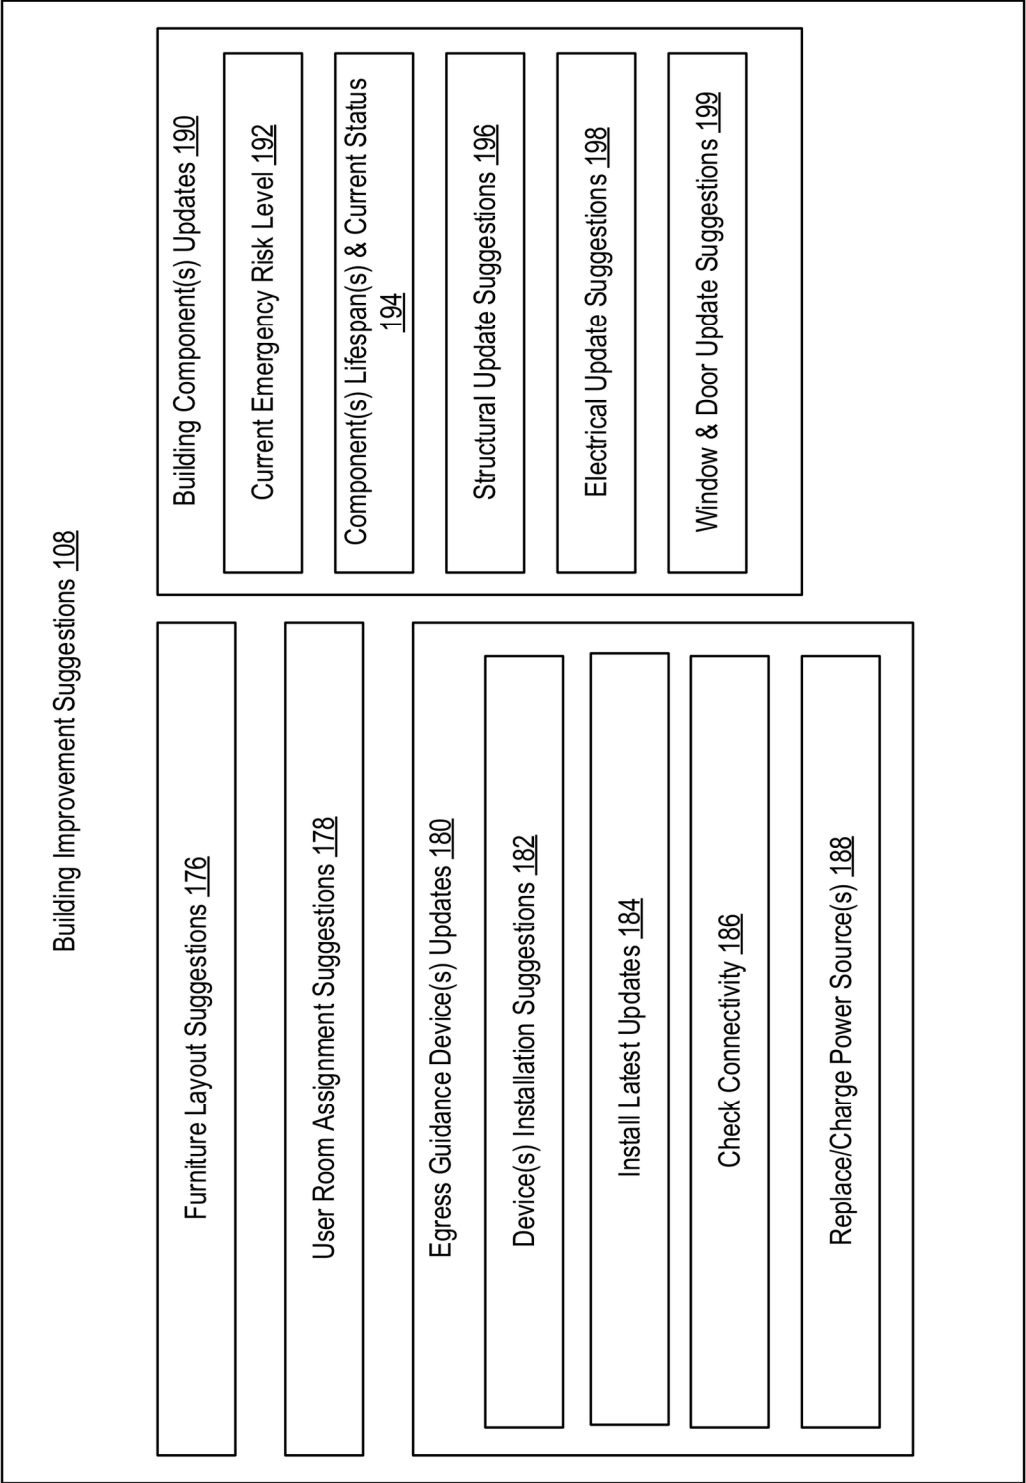 Building Improvement Suggestions 108
Furniture Layout Suggestions 176
User Room Assignment Suggestions 178
Egress Guidance Device(s) Updates 180
Device(s) Installation Suggestions 182
Install Latest Updates 184
Check Connectivity 186
Replace/Charge Power Source(s) 188
Building Component(s) Updates 190
Current Emergency Risk Level 192
Component(s) Lifespan(s) & Current Status
194
Structural Update Suggestions 196
Electrical Update Suggestions 198
Window & Door Update Suggestions 199